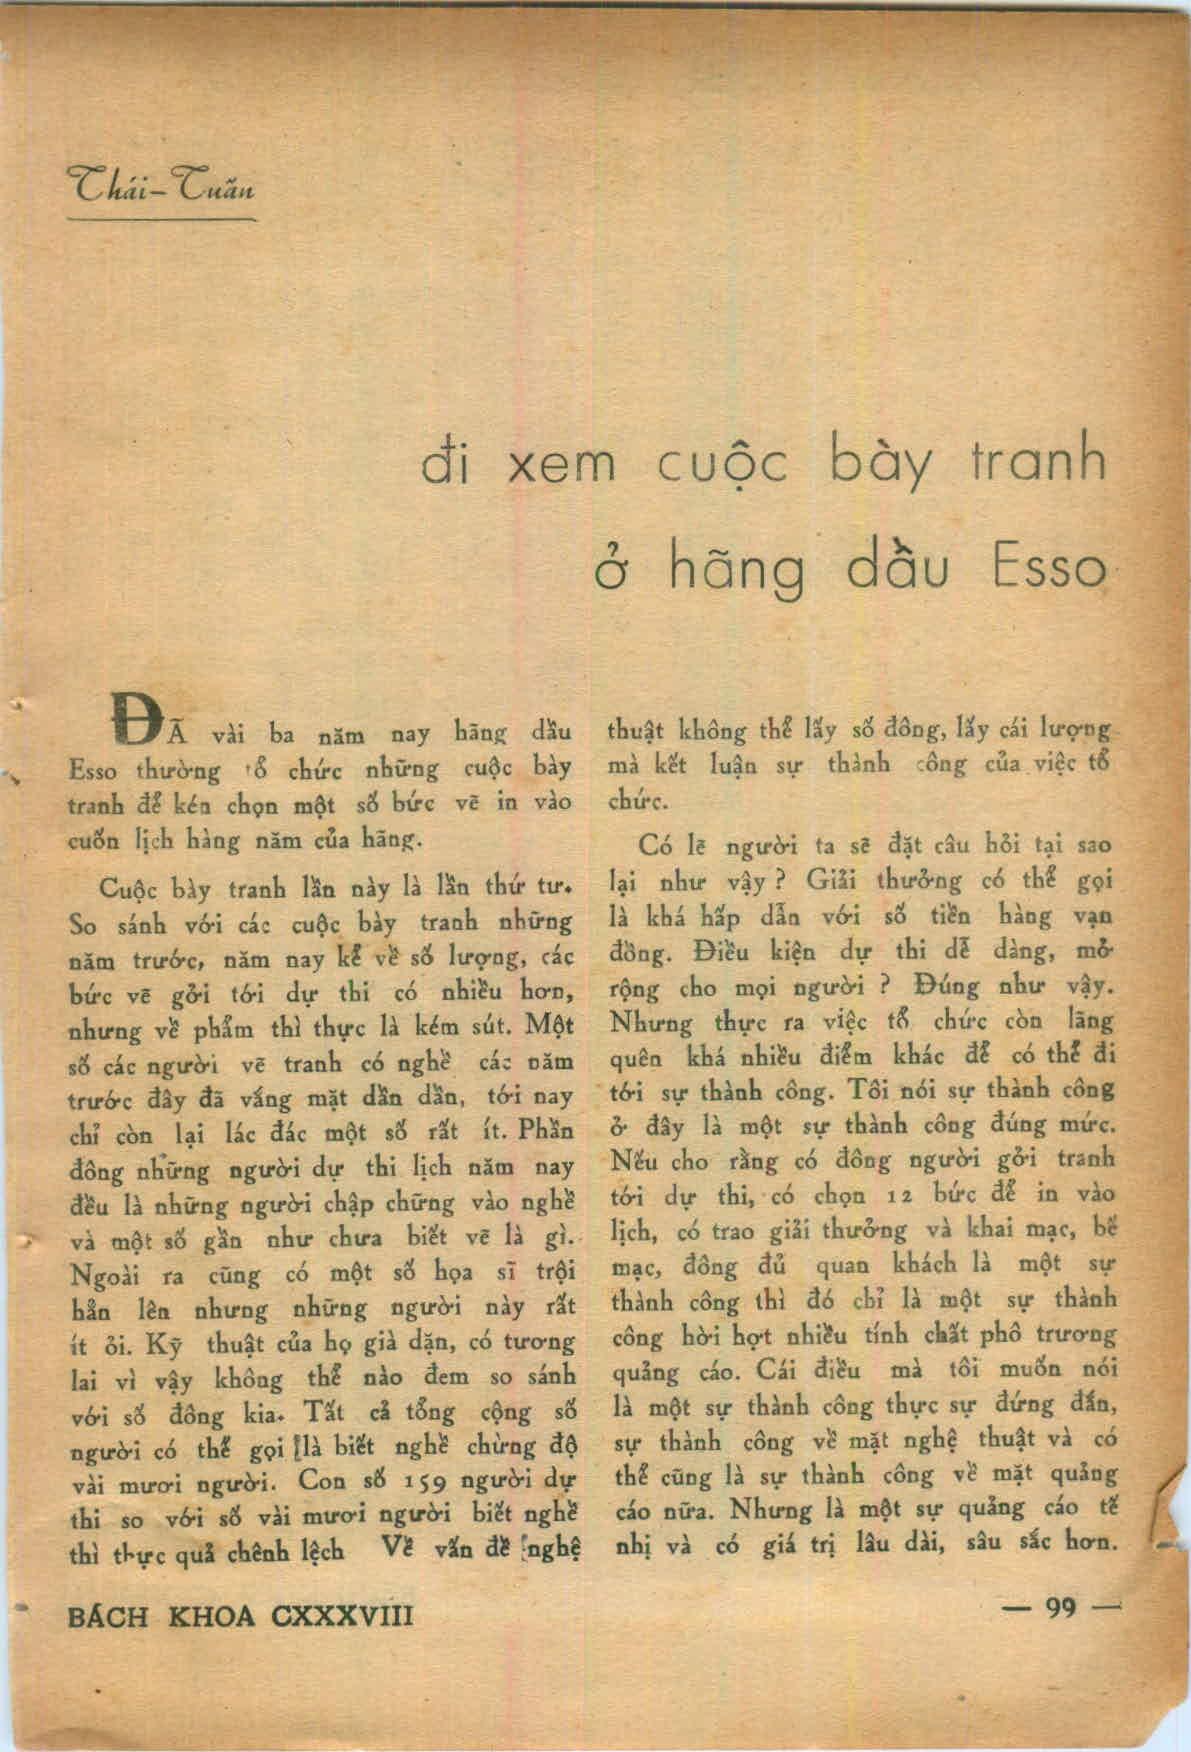 Thái-Tuấn
đi xem cuộc bày tranh
ở hãng dầu Esso
ĐÃ vài ba năm nay hãng dầu
Esso thường tổ chức những cuộc bày
tranh để kén chọn một số bức vẽ in vào
cuốn lịch hàng năm của hãng.
Cuộc bày tranh lần này là lần thứ tư.
So sánh với các cuộc bày tranh những
năm trước, năm nay kể về số lượng, các
bức vẽ gởi tới dự thi có nhiều hơn,
nhưng về phẩm thì thực là kém sút. Một
số các người vẽ tranh có nghề các năm
trước đây đã vắng mặt dần dần, tới nay
chỉ còn lại lác đác một số rất ít. Phần
đông những người dự thi lịch năm nay
đều là những người chập chững vào nghề
và một số gần như chưa biết vẽ là gì.
Ngoài ra cũng có một số họa sĩ trội
hẳn lên nhưng những người này rất
ít ỏi. Kỹ thuật của họ già dặn, có tương
lai vì vậy không thể nào đem so sánh
với số đông kia. Tất cả tổng cộng số
người có thể gọi là biết nghề chừng độ
vài mươi người. Con số 159 người dự
thi so với số vài mươi người biết nghề
thì thực quả chênh lệch Về vấn đề nghệ
thuật không thể lấy số đông, lấy cái lượng
mà kết luận sự thành công của việc tổ
chức.
Có lẽ người ta sẽ đặt câu hỏi tại sao
lại như vậy ? Giải thưởng có thể gọi
là khá hấp dẫn với số tiền hàng vạn
đồng. Điều kiện dự thi dễ dàng, mở
rộng cho mọi người ? Đúng như vậy.
Nhưng thực ra việc tổ chức còn lãng
quên khá nhiều điểm khác để có thể đi
tới sự thành công. Tôi nói sự thành công
ở đây là một sự thành công đúng mức.
Nếu cho rằng có đông người gởi tranh
tới dự thi, có chọn 12 bức để in vào
lịch, có trao giải thưởng và khai mạc, bế
mạc, đông đủ quan khách là một sự
thành công thì đó chỉ là một sự thành
công hời hợt nhiều tính chất phô trương
quảng cáo. Cái điều mà tôi muốn nói
là một sự thành công thực sự đứng đắn,
sự thành công về mặt nghệ thuật và có
thể cũng là sự thành công về mặt quảng
cáo nữa. Nhưng là một sự quảng cáo tế
nhị và có giá trị lâu dài, sâu sắc hơn.
BÁCH KHOA CXXXVIII
— 99 —